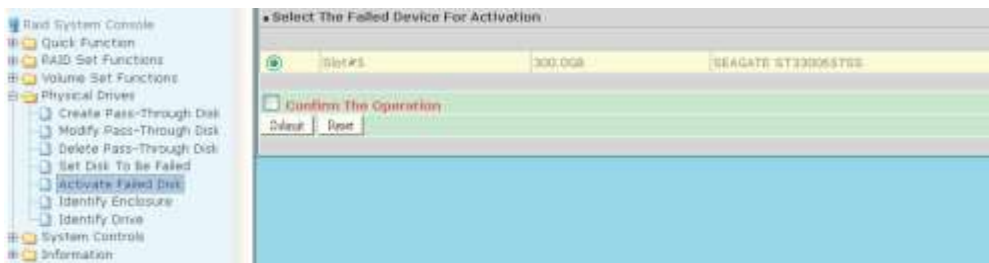 Raid System Console
Quick Function
RAID Set Functions
Volume Set Functions
Physical Drives
Create Pass-Through Disk
Modify Pass-Through Disk
Delete Pass-Through Disk
Set Disk To Be Failed
Activate Failed Disk
Identify Enclosure
Identify Drive
System Controls
Information
Select The Failed Device For Activation
Slot#5 300.0GB SEAGATE
Confirm The Operation
Submit Reset